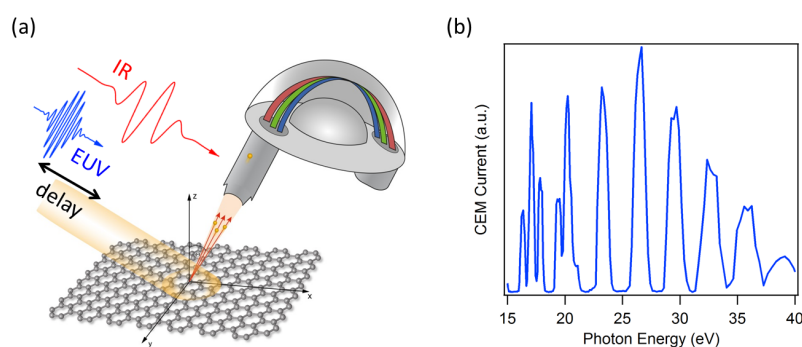 (a)
IR
EUV
delay
z
x
y
(b)
CEM Current (a.u.)
15 20 25 30 35 40
Photon Energy (eV)